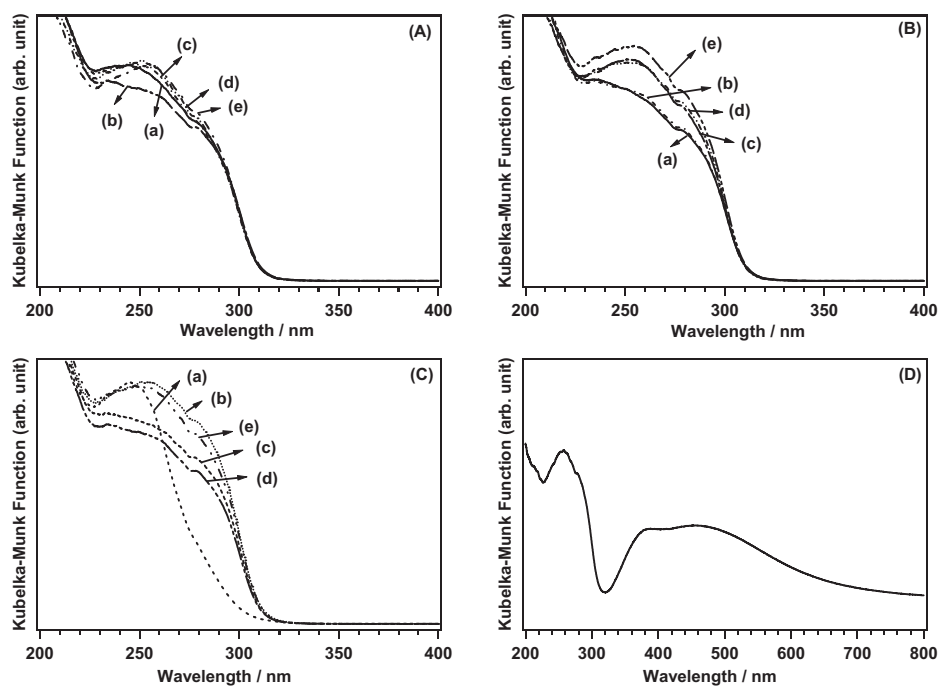 Kubelka-Munk Function (arb. unit)
(A)
(c)
(d)
(e)
(b)
(a)
200 250 300 350 400
Wavelength / nm
Kubelka-Munk Function (arb. unit)
(B)
(e)
(b)
(d)
(c)
(a)
200 250 300 350 400
Wavelength / nm
Kubelka-Munk Function (arb. unit)
(C)
(a)
(b)
(e)
(c)
(d)
200 250 300 350 400
Wavelength / nm
Kubelka-Munk Function (arb. unit)
(D)
200 300 400 500 600 700 800
Wavelength / nm